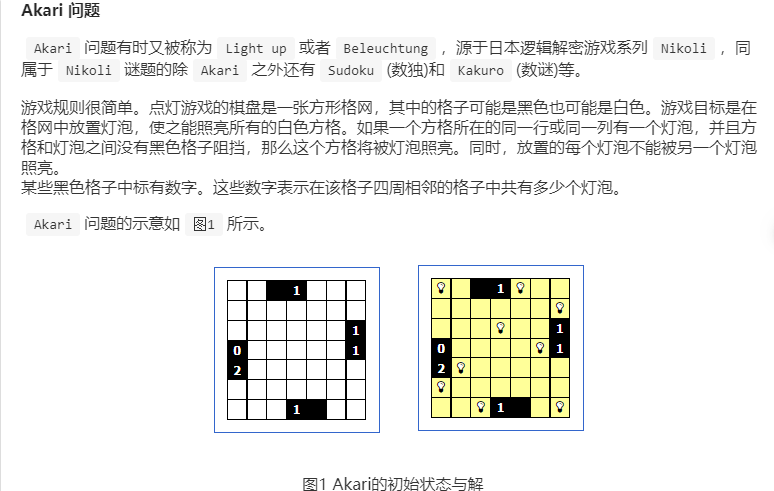 Akari 问题
Akari 问题有时又被称为 Light up 或者 Beleuchtung ，源于日本逻辑解密游戏系列 Nikoli ，同
属于 Nikoli 谜题的除 Akari 之外还有 Sudoku (数独)和 Kakuro (数谜)等。
游戏规则很简单。点灯游戏的棋盘是一张方形格网，其中的格子可能是黑色也可能是白色。游戏目标是在
格网中放置灯泡，使之能照亮所有的白色方格。如果一个方格所在的同一行或同一列有一个灯泡，并且方
格和灯泡之间没有黑色格子阻挡，那么这个方格将被灯泡照亮。同时，放置的每个灯泡不能被另一个灯泡
照亮。
某些黑色格子中标有数字。这些数字表示在该格子四周相邻的格子中共有多少个灯泡。
Akari 问题的示意如 图1 所示。
1
1
0 1
2
1
1
1
0 1
2
1
图1 Akari的初始状态与解